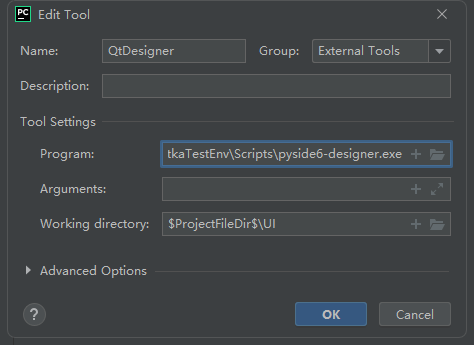 PC Edit Tool
Name: QtDesigner Group: External Tools
Description:
Tool Settings
Program: tkaTestEnv\Scripts\pyside6-designer.exe
Arguments:
Working directory: $ProjectFileDir$\UI
Advanced Options
? OK Cancel